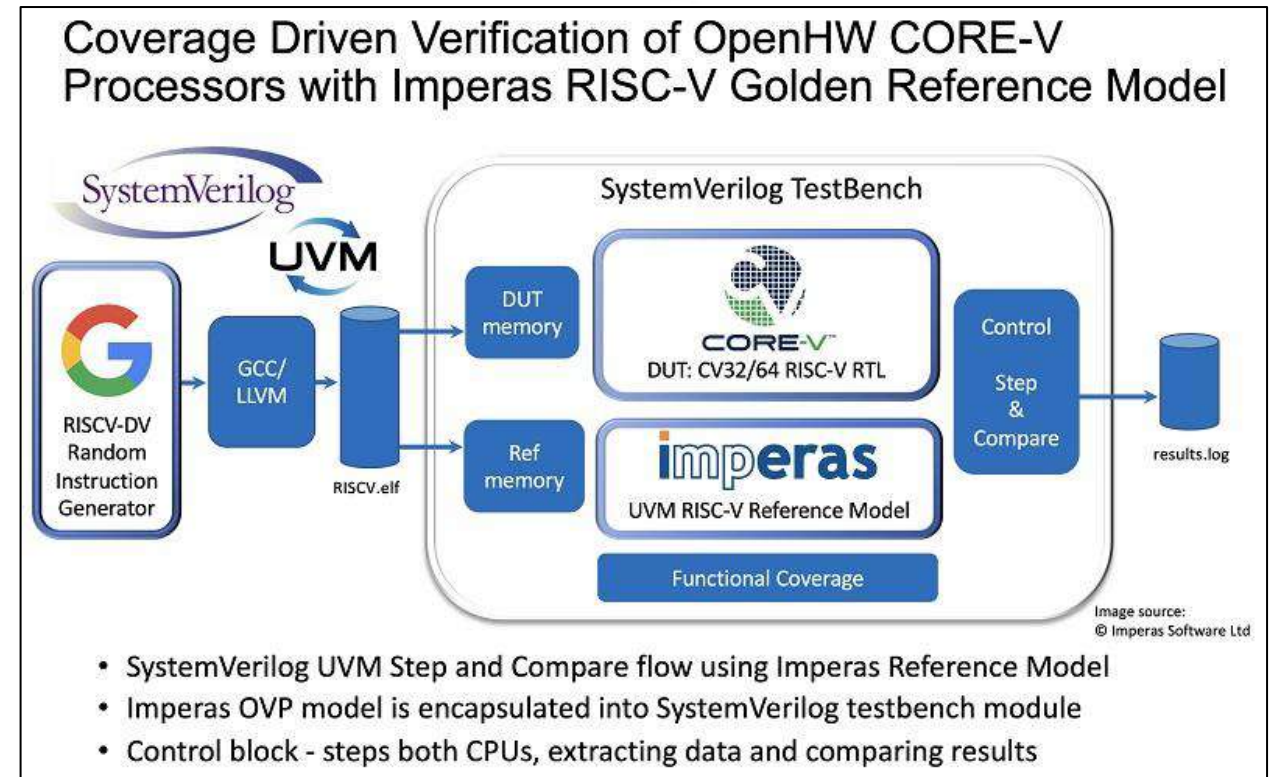 Coverage Driven Verification of OpenHW CORE-V
Processors with Imperas RISC-V Golden Reference Model
SystemVerilog
UVM
RISCV-DV
Random
Instruction
Generator
GCC/
LLVM
RISCV.elf
SystemVerilog TestBench
DUT
memory
Ref
memory
CORE-V™
DUT: CV32/64 RISC-V RTL
imperas
UVM RISC-V Reference Model
Functional Coverage
Control
Step
&
Compare
results.log
Image source:
© Imperas Software Ltd
• SystemVerilog UVM Step and Compare flow using Imperas Reference Model
• Imperas OVP model is encapsulated into SystemVerilog testbench module
• Control block - steps both CPUs, extracting data and comparing results